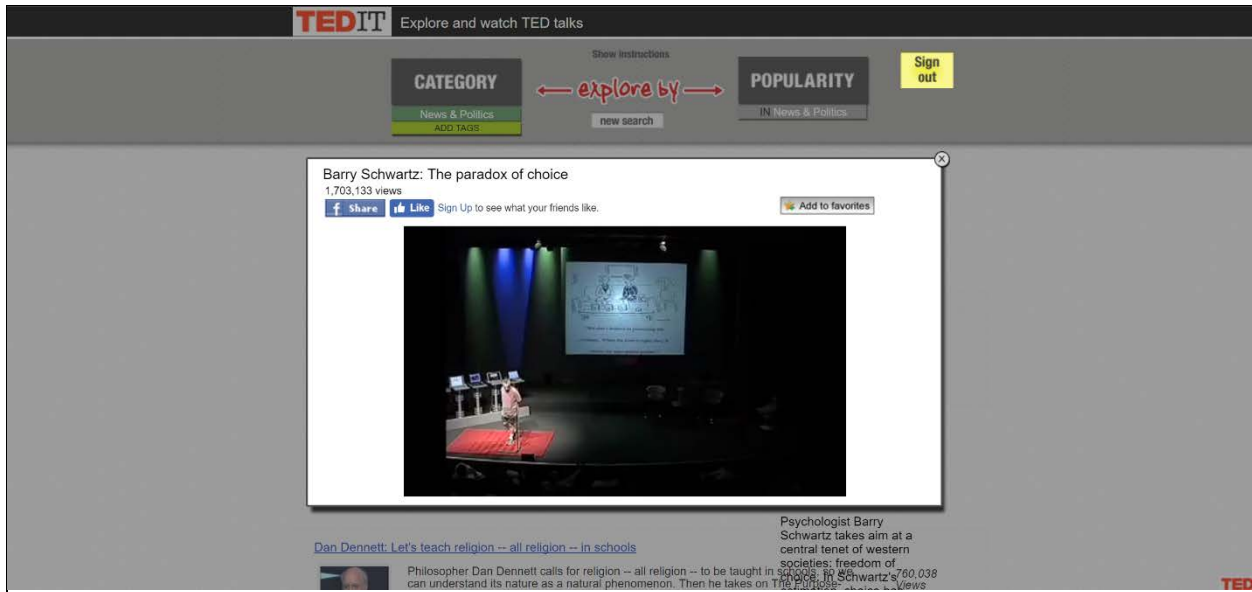 TEDIT Explore and watch TED talks
Show instructions
CATEGORY
explore by
POPULARITY
Sign
out
News & Politics
ADD TAGS
new search
IN News & Politics
X
Barry Schwartz: The paradox of choice
1,703,133 views
f Share Like Sign Up to see what your friends like.
Add to favorites
Psychologist Barry
Schwartz takes aim at a
central tenet of western
societies: freedom of
choice. In Schwartz's
Dan Dennett: Let's teach religion -- all religion -- in schools
Philosopher Dan Dennett calls for religion -- all religion -- to be taught in schools, so we
can understand its nature as a natural phenomenon. Then he takes on The Purpose-
760,038
Views
TED